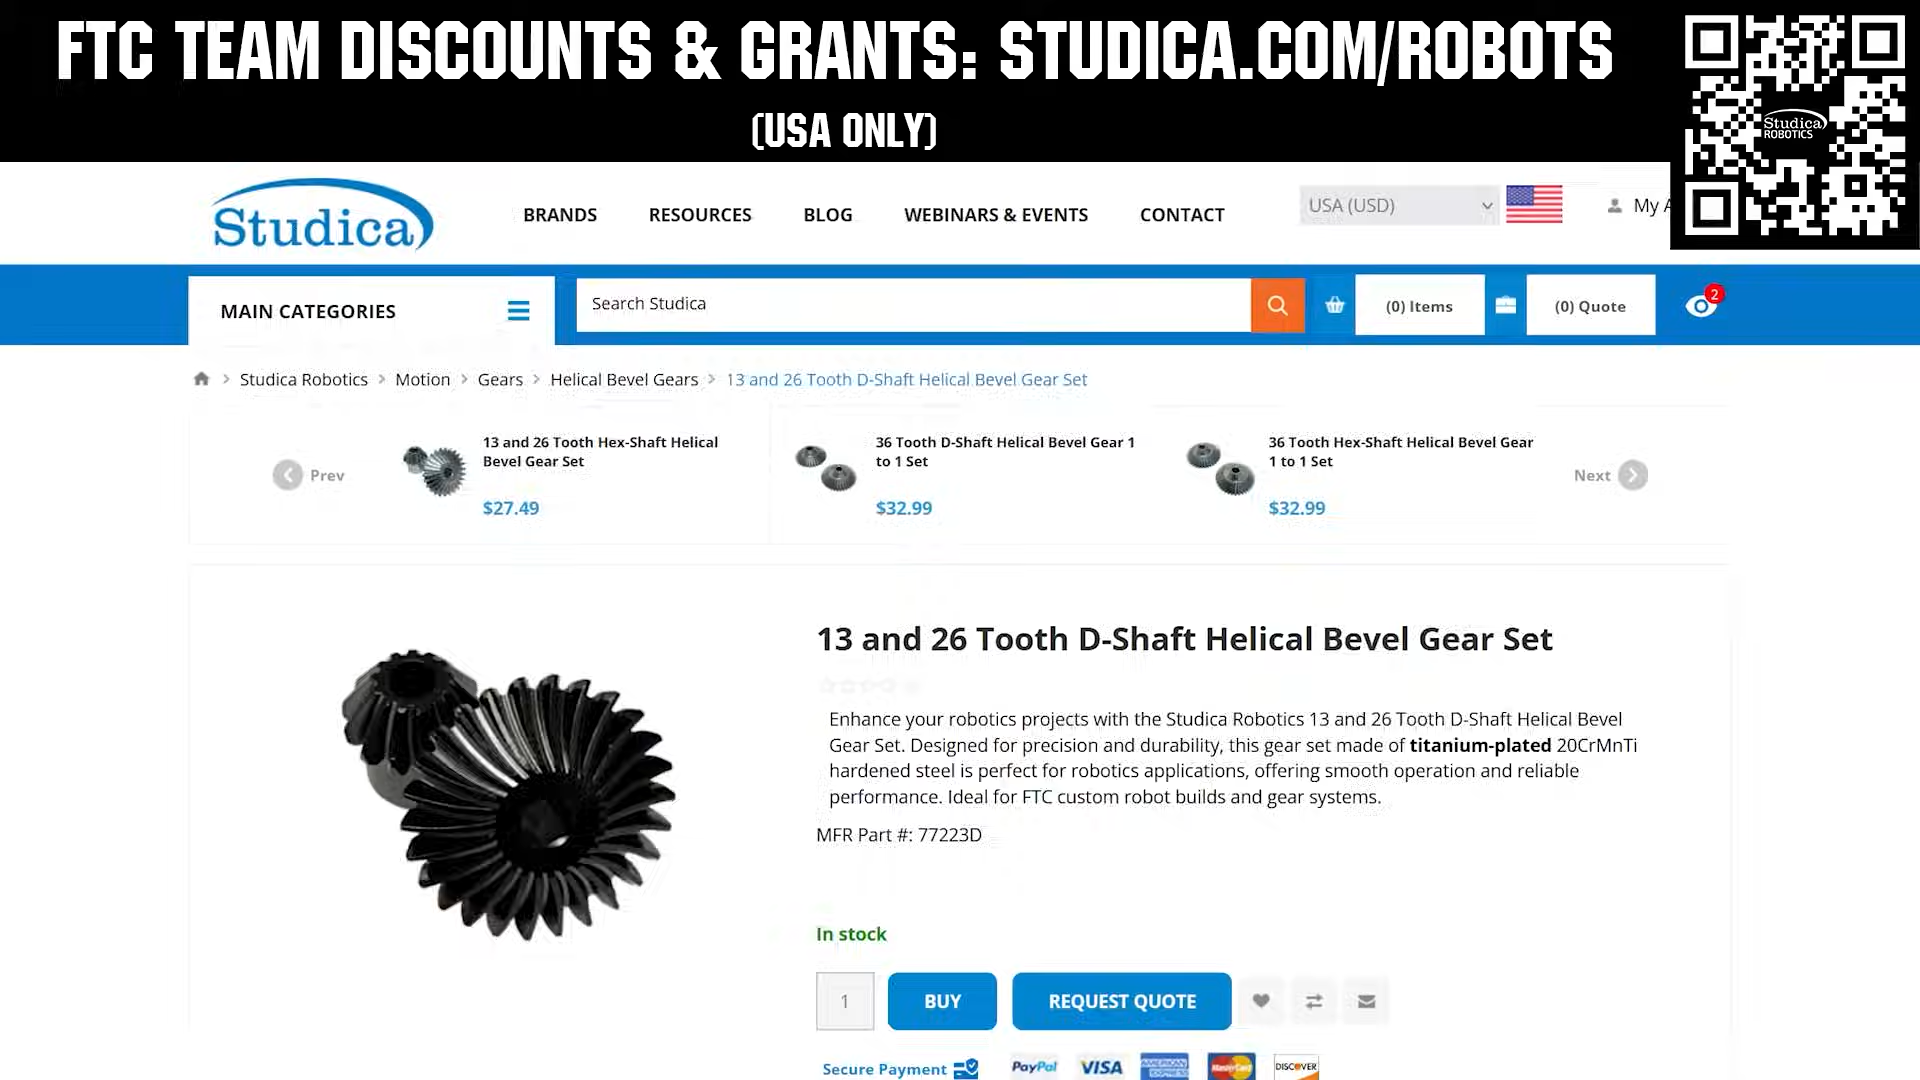 FTC TEAM DISCOUNTS & GRANTS: STUDICA.COM/ROBOTS
(USA ONLY)
Studica
ROBOTICS
Studica
BRANDS
RESOURCES
BLOG
WEBINARS & EVENTS
CONTACT
USA (USD)
My A
MAIN CATEGORIES
Search Studica
(0) Items
(0) Quote
2
Studica Robotics > Motion > Gears > Helical Bevel Gears > 13 and 26 Tooth D-Shaft Helical Bevel Gear Set
Prev
13 and 26 Tooth Hex-Shaft Helical
Bevel Gear Set
$27.49
36 Tooth D-Shaft Helical Bevel Gear 1
to 1 Set
$32.99
36 Tooth Hex-Shaft Helical Bevel Gear
1 to 1 Set
$32.99
Next
13 and 26 Tooth D-Shaft Helical Bevel Gear Set
Enhance your robotics projects with the Studica Robotics 13 and 26 Tooth D-Shaft Helical Bevel
Gear Set. Designed for precision and durability, this gear set made of titanium-plated 20CrMnTi
hardened steel is perfect for robotics applications, offering smooth operation and reliable
performance. Ideal for FTC custom robot builds and gear systems.
MFR Part #: 77223D
In stock
1
BUY
REQUEST QUOTE
Secure Payment
PayPal
VISA
AMERICAN
EXPRESS
MasterCard
DISCOVER